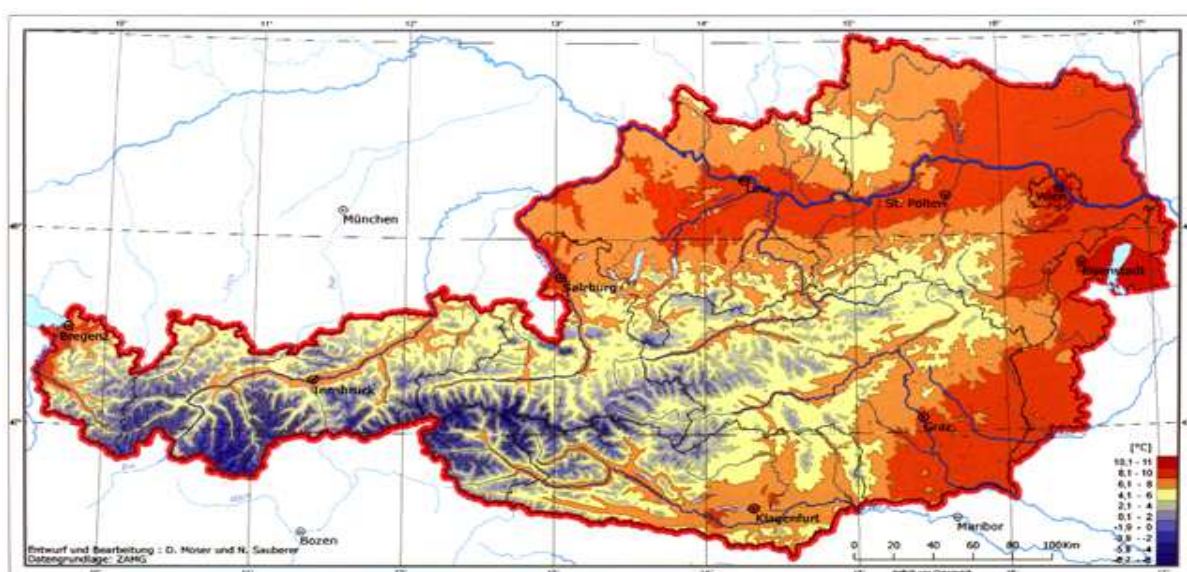 10° 11° 12° 13° 14° 15° 16° 17°
München
Linz
St. Pölten
Wien
Eisenstadt
Salzburg
Bregenz
Innsbruck
Graz
Klagenfurt
Maribor
Bozen
[°C]
10,1 - 11
8,1 - 10
6,1 - 8
4,1 - 6
2,1 - 4
0,1 - 2
-1,9 - 0
0 20 40 60 80 100Km
Entwurf und Bearbeitung : D. Moser und N. Sauberer
Datengrundlage: ZAMG